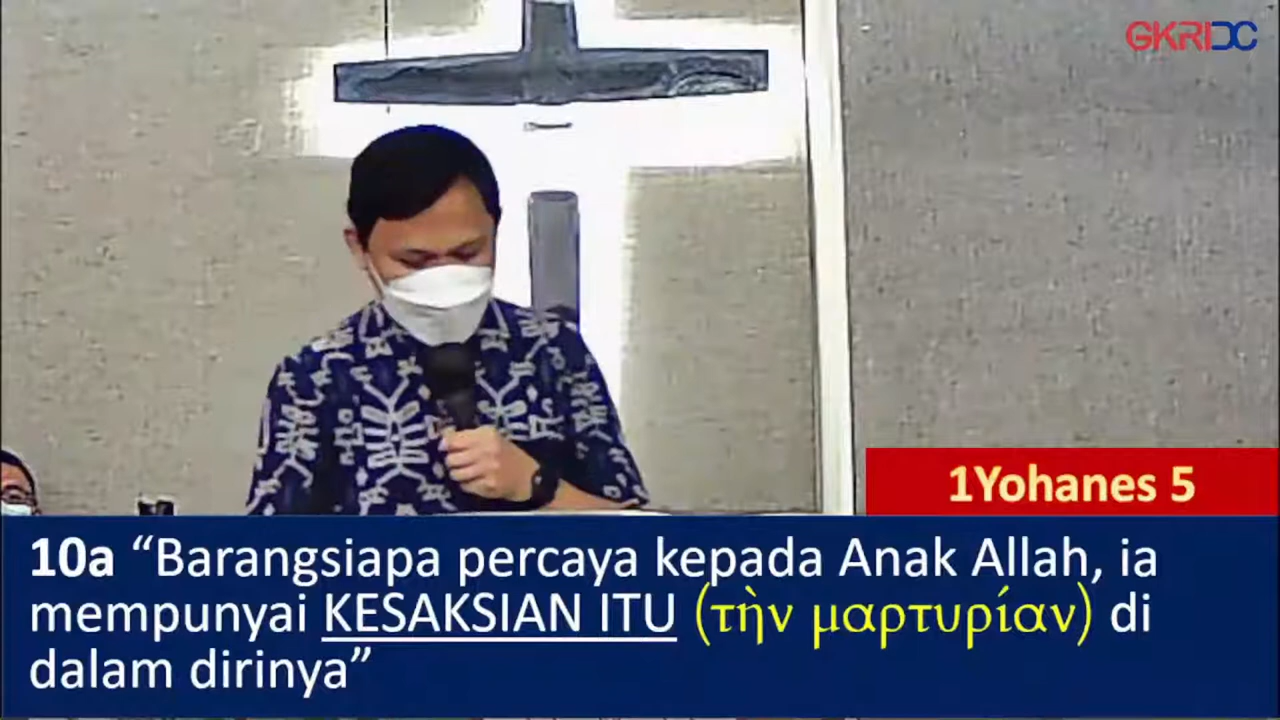 GKRIDC
1Yohanes 5
10a “Barangsiapa percaya kepada Anak Allah, ia
mempunyai KESAKSIAN ITU (τὴν μαρτυρίαν) di
dalam dirinya”